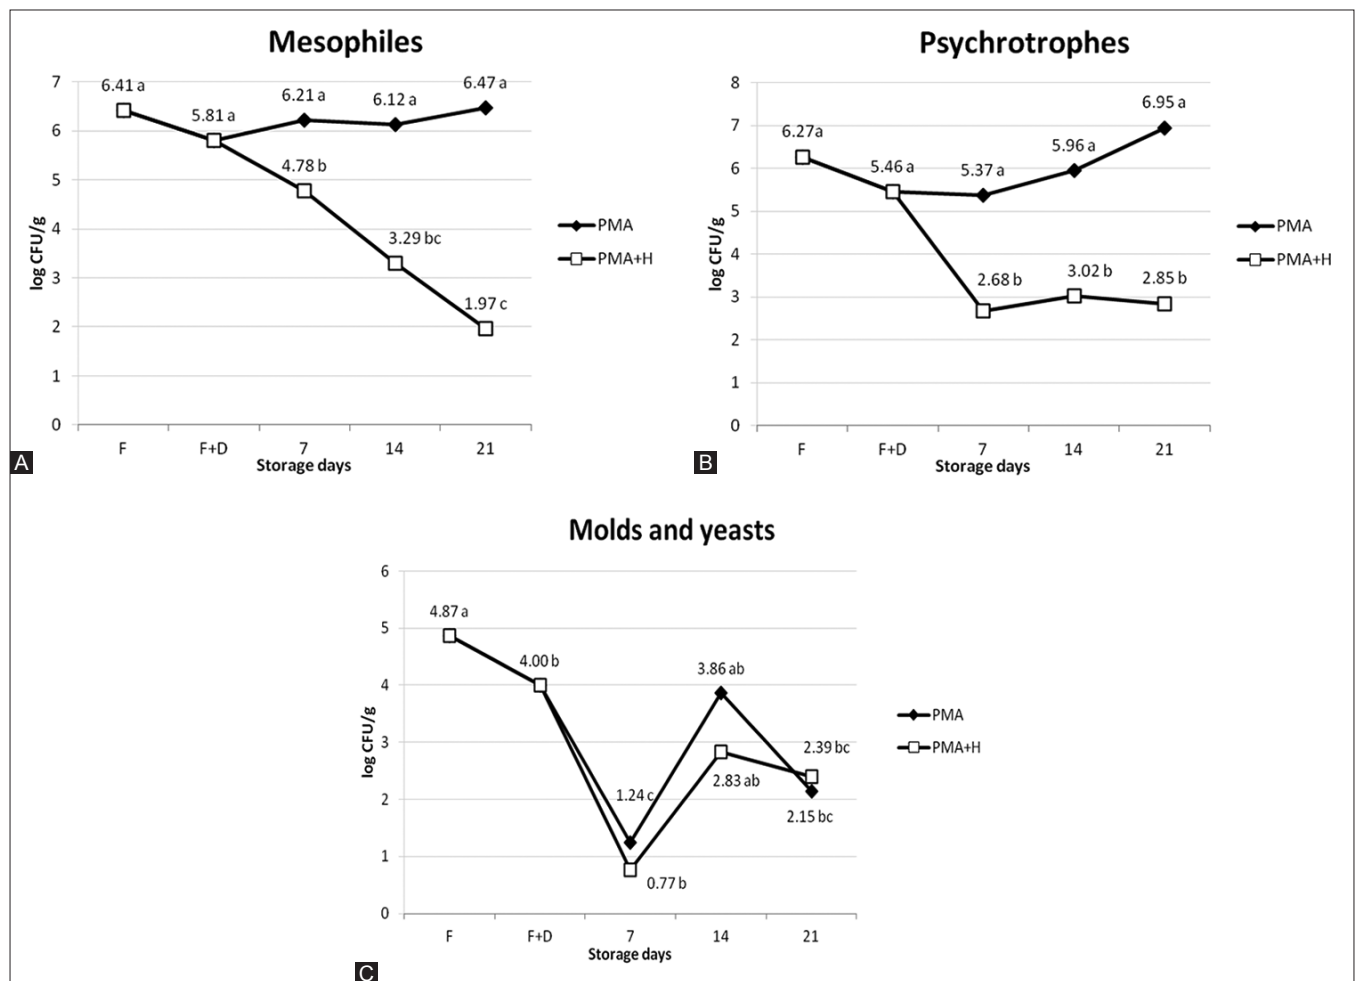 Mesophiles
7
6
5
4
3
2
1
0
log CFU/g
6.41 a
5.81 a
6.21 a
6.12 a
6.47 a
4.78 b
3.29 bc
1.97 c
F
F+D
7
14
21
Storage days
PMA
PMA+H
A
Psychrotrophes
8
7
6
5
4
3
2
1
0
log CFU/g
6.27a
5.46 a
5.37 a
5.96 a
6.95 a
2.68 b
3.02 b
2.85 b
F
F+D
7
14
21
Storage days
PMA
PMA+H
B
Molds and yeasts
6
5
4
3
2
1
0
log CFU/g
4.87 a
4.00 b
1.24 c
3.86 ab
2.39 bc
0.77 b
2.83 ab
2.15 bc
F
F+D
7
14
21
Storage days
PMA
PMA+H
C